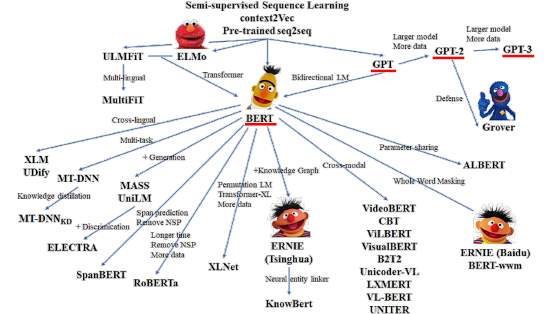 Semi-supervised Sequence Learning
context2Vec
Pre-trained seq2seq
ULMFiT
ELMo
GPT
Larger model
More data
GPT-2
Larger model
More data
GPT-3
Multi-lingual
MultiFiT
Transformer
Bidirectional LM
Defense
Grover
BERT
Cross-lingual
XLM
UDify
Multi-task
MT-DNN
Knowledge distillation
MT-DNNKD
+ Generation
MASS
UniLM
+ Discrimination
ELECTRA
Span prediction
Remove NSP
SpanBERT
Longer time
Remove NSP
More data
RoBERTa
Permutation LM
Transformer-XL
More data
XLNet
+Knowledge Graph
ERNIE
(Tsinghua)
Neural entity linker
KnowBert
Cross-modal
VideoBERT
CBT
ViLBERT
VisualBERT
B2T2
Unicoder-VL
LXMERT
VL-BERT
UNITER
Parameter sharing
ALBERT
Whole Word Masking
ERNIE (Baidu)
BERT-wwm